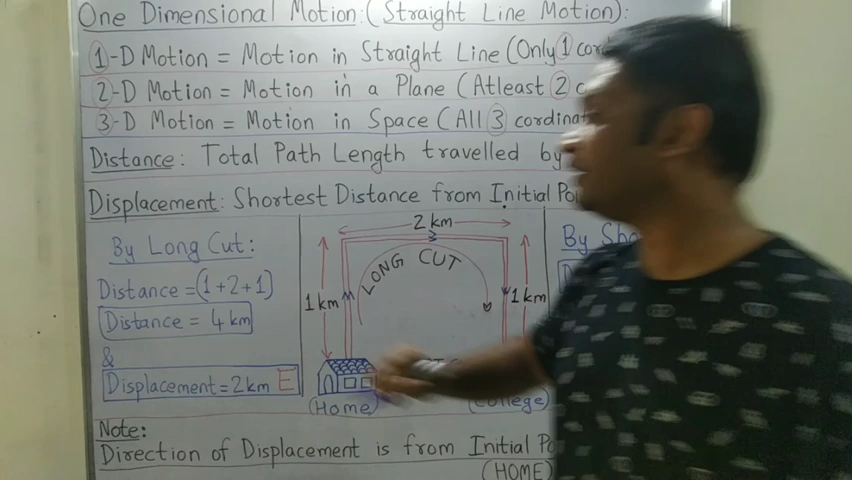 One Dimensional Motion: (Straight Line Motion):
1-D Motion = Motion in Straight Line (Only 1
2-D Motion = Motion in a Plane (Atleast 2
3-D Motion = Motion in Space (All 3
Distance: Total Path Length travelled by
Displacement: Shortest Distance from Initial
By Long Cut:
Distance = (1+2+1)
Distance = 4 km
&
Displacement = 2 km E
2 km
LONG CUT
1 km
1 km
(Home)
(College)
By
Note:
Direction of Displacement is from Initial
(HOME)